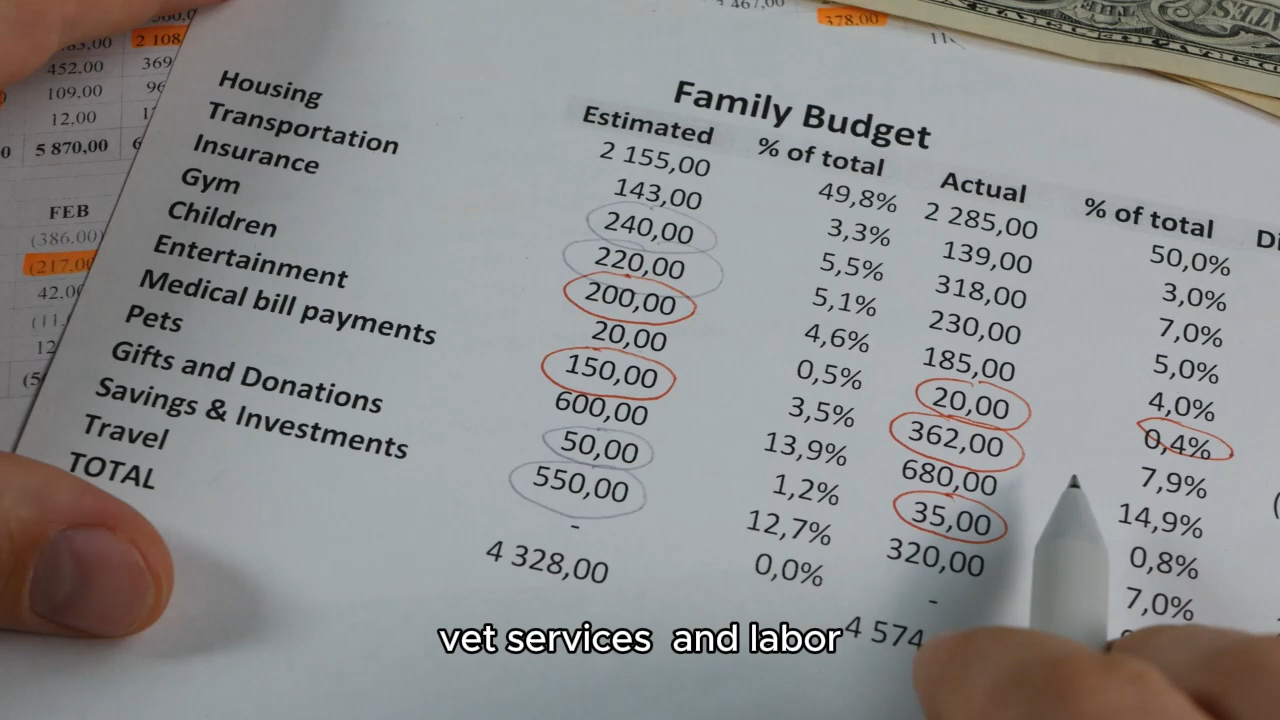 2 108
452,00 369
109,00
12,00
5 870,00
FEB
(386.00)
(217.00
42.00
378,00
Family Budget
Estimated % of total Actual % of total
Housing 2 155,00 49,8% 2 285,00 50,0%
Transportation 143,00 3,3% 139,00 3,0%
Insurance 240,00 5,5% 318,00 7,0%
Gym 220,00 5,1% 230,00 5,0%
Children 200,00 4,6% 185,00 4,0%
Entertainment 20,00 0,5% 20,00 0,4%
Medical bill payments 150,00 3,5% 362,00 7,9%
Pets 600,00 13,9% 680,00 14,9%
Gifts and Donations 50,00 1,2% 35,00 0,8%
Savings & Investments 550,00 12,7% 320,00 7,0%
Travel - 0,0% -
TOTAL 4 328,00 4 574
vet services and labor